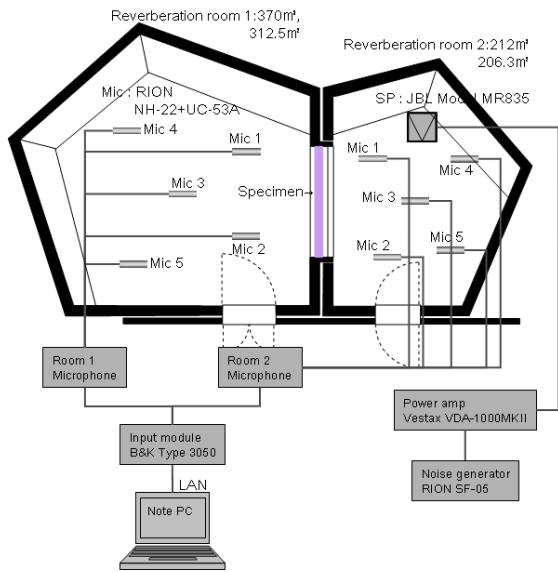 Reverberation room 1:370㎥,
312.5㎡
Reverberation room 2:212㎥
206.3㎡
Mic : RION
NH-22+UC-53A
SP : JBL Model MR835
Mic 4
Mic 1
Mic 3
Mic 2
Mic 5
Specimen→
Mic 1
Mic 4
Mic 3
Mic 2
Mic 5
Room 1
Microphone
Room 2
Microphone
Power amp
Vestax VDA-1000MKII
Input module
B&K Type 3050
Noise generator
RION SF-05
LAN
Note PC